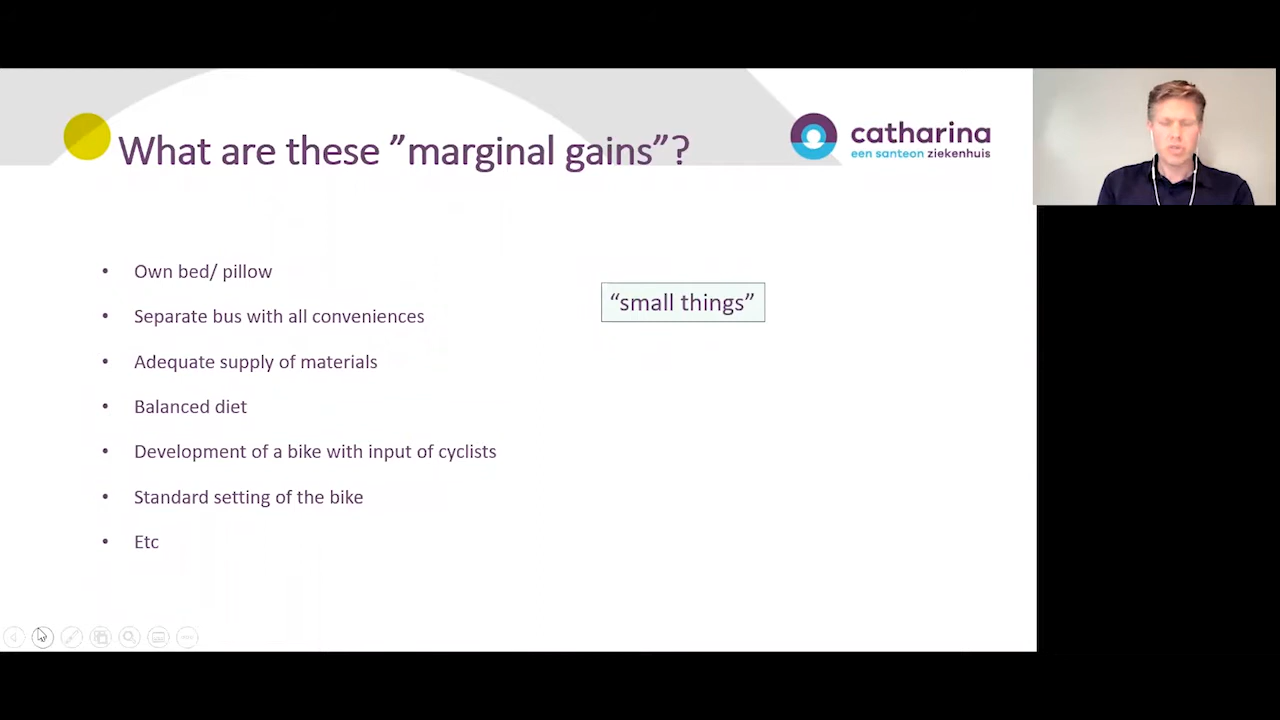 What are these ”marginal gains”?
catharina
een santeon ziekenhuis
• Own bed/ pillow
• Separate bus with all conveniences
• Adequate supply of materials
• Balanced diet
• Development of a bike with input of cyclists
• Standard setting of the bike
• Etc
“small things”